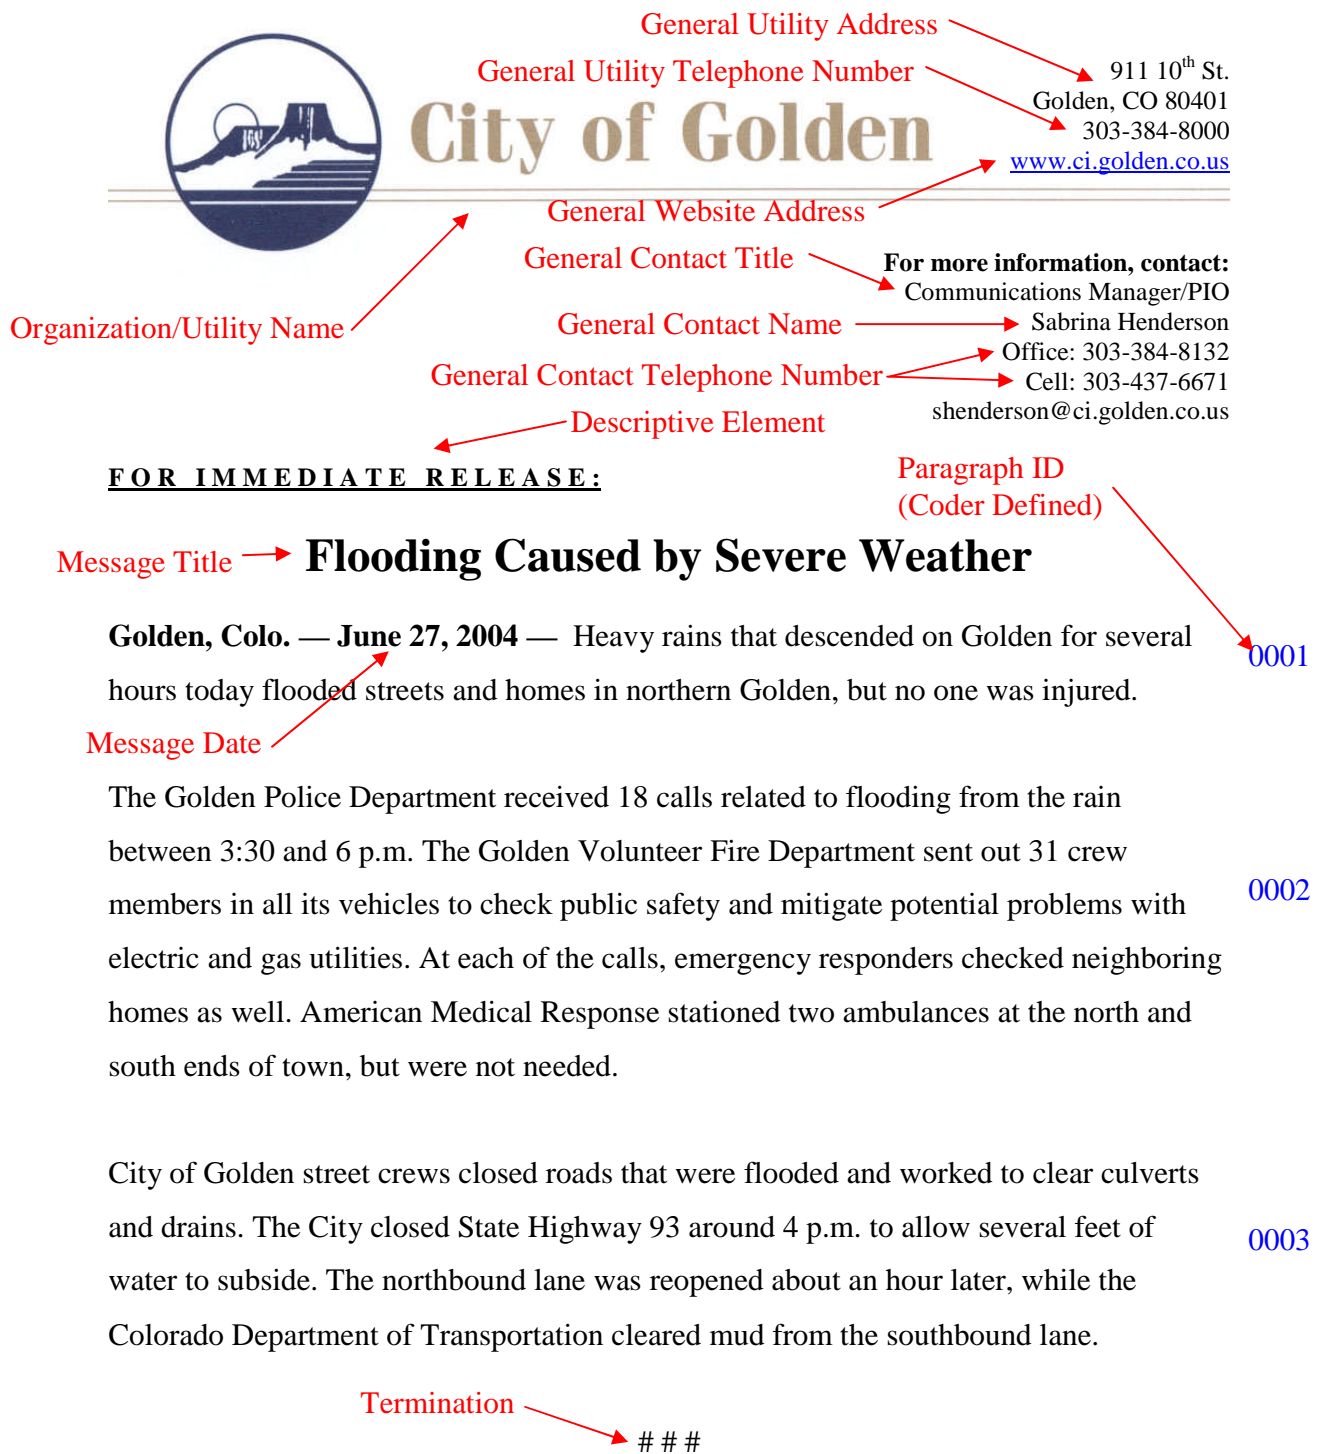 General Utility Address
General Utility Telephone Number
911 10th St.
Golden, CO 80401
303-384-8000
www.ci.golden.co.us
City of Golden
General Website Address
General Contact Title
For more information, contact:
Communications Manager/PIO
Organization/Utility Name
General Contact Name
Sabrina Henderson
Office: 303-384-8132
General Contact Telephone Number
Cell: 303-437-6671
shenderson@ci.golden.co.us
Descriptive Element
FOR IMMEDIATE RELEASE:
Paragraph ID
(Coder Defined)
Message Title
Flooding Caused by Severe Weather
Golden, Colo. — June 27, 2004 — Heavy rains that descended on Golden for several
0001
hours today flooded streets and homes in northern Golden, but no one was injured.
Message Date
The Golden Police Department received 18 calls related to flooding from the rain
between 3:30 and 6 p.m. The Golden Volunteer Fire Department sent out 31 crew
0002
members in all its vehicles to check public safety and mitigate potential problems with
electric and gas utilities. At each of the calls, emergency responders checked neighboring
homes as well. American Medical Response stationed two ambulances at the north and
south ends of town, but were not needed.
City of Golden street crews closed roads that were flooded and worked to clear culverts
and drains. The City closed State Highway 93 around 4 p.m. to allow several feet of
0003
water to subside. The northbound lane was reopened about an hour later, while the
Colorado Department of Transportation cleared mud from the southbound lane.
Termination
# # #